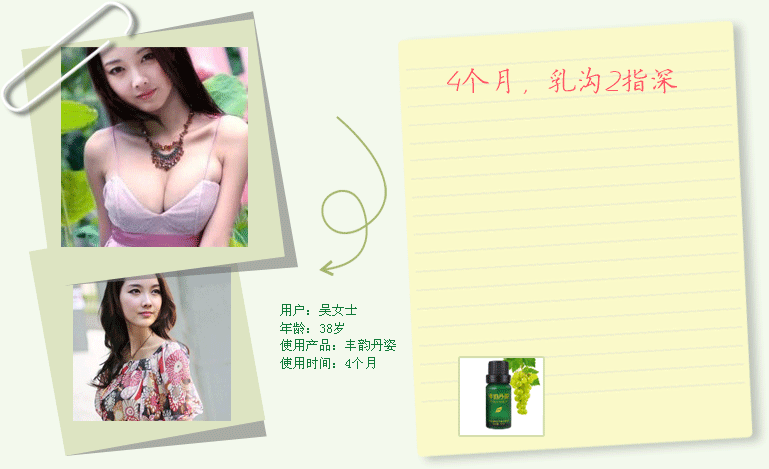 4个月，乳沟2指深
用户：吴女士
年龄：38岁
使用产品：丰韵丹姿
使用时间：4个月